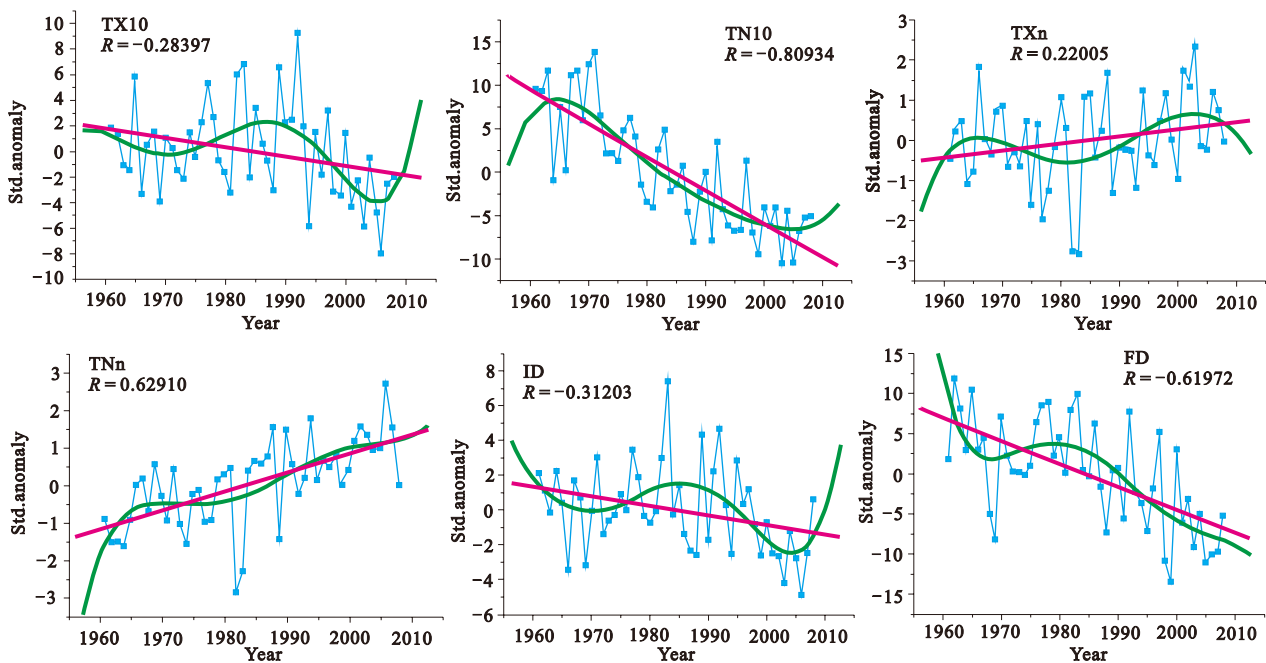 TX10
R=−0.28397
Std.anomaly
10
8
6
4
2
0
−2
−4
−6
−8
−10
1960 1970 1980 1990 2000 2010
Year
TN10
R=−0.80934
Std.anomaly
15
10
5
0
−5
−10
1960 1970 1980 1990 2000 2010
Year
TXn
R=0.22005
Std.anomaly
3
2
1
0
−1
−2
−3
1960 1970 1980 1990 2000 2010
Year
TNn
R=0.62910
Std.anomaly
3
2
1
0
−1
−2
−3
1960 1970 1980 1990 2000 2010
Year
ID
R=−0.31203
Std.anomaly
8
6
4
2
0
−2
−4
−6
1960 1970 1980 1990 2000 2010
Year
FD
R=−0.61972
Std.anomaly
15
10
5
0
−5
−10
−15
1960 1970 1980 1990 2000 2010
Year